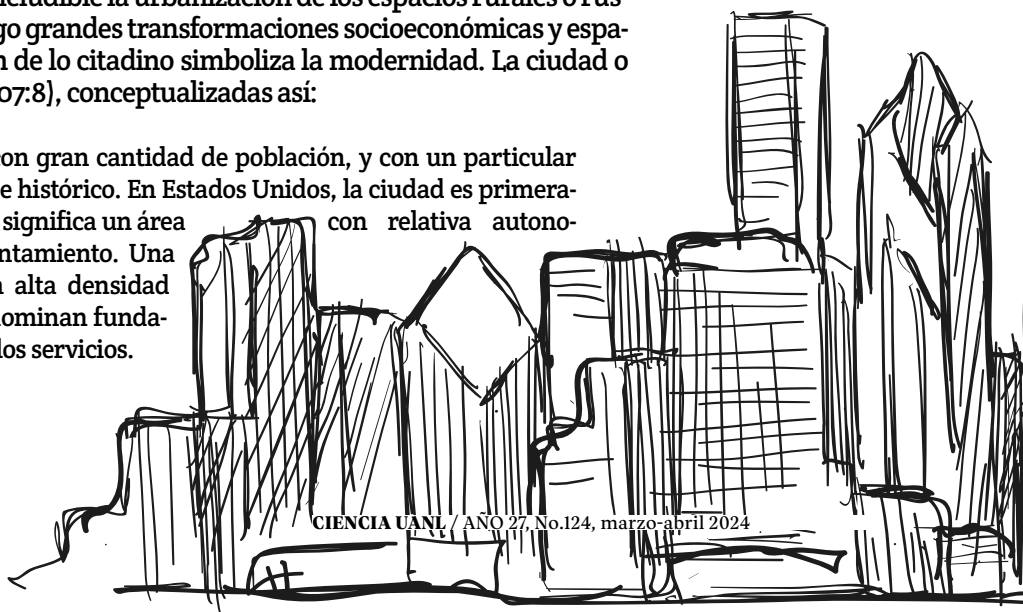 ineludible la urbanización de los espacios rurales o rus-
go grandes transformaciones socioeconómicas y espa-
n de lo citadino simboliza la modernidad. La ciudad o
07:8), conceptualizadas así:
con gran cantidad de población, y con un particular
e histórico. En Estados Unidos, la ciudad es primera-
significa un área con relativa autono-
ntamiento. Una
alta densidad
dominan funda-
los servicios.
CIENCIA UANL / AÑO 27, No.124, marzo-abril 2024